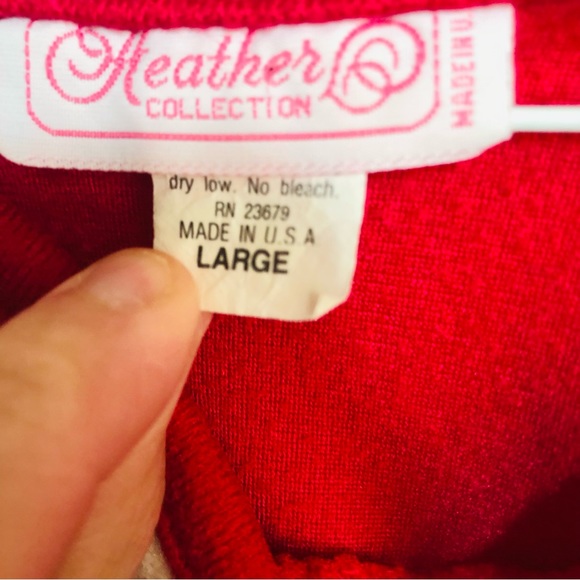 Heather
COLLECTION
MADE IN U.
dry low. No bleach.
RN 23679
MADE IN U.S.A
LARGE